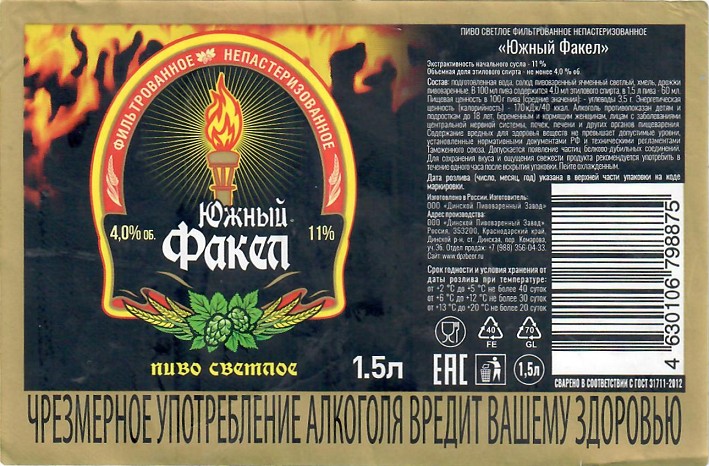 ФИЛЬТРОВАННОЕ НЕПАСТЕРИЗОВАННОЕ
4,0% ОБ.
Южный
11%
Факел
пиво светлое
1.5л
ПИВО СВЕТЛОЕ ФИЛЬТРОВАННОЕ НЕПАСТЕРИЗОВАННОЕ
«Южный Факел»
Экстрактивность начального сусла - 11 %
Объемная доля этилового спирта - не менее 4,0 % об.
Состав: подготовленная вода, солод пивоваренный ячменный светлый, хмель, дрожжи
пивоваренные. В 100 мл пива содержится 4,0 мл этилового спирта, в 1,5 л пива - 60 мл.
Пищевая ценность в 100 г пива (средние значения): - углеводы 3,5 г. Энергетическая
ценность (калорийность) - 170 кДж/40 ккал. Алкоголь противопоказан детям и
подросткам до 18 лет, беременным и кормящим женщинам, лицам с заболеваниями
центральной нервной системы, почек, печени и других органов пищеварения.
Содержание вредных для здоровья веществ не превышает допустимые уровни,
установленные нормативными документами РФ и техническими регламентами
Таможенного союза. Допускается появление частиц белково-дубильных соединений.
Для сохранения вкуса и ощущения свежести продукта рекомендуется употребить в
течение одного часа после вскрытия упаковки. Пейте охлажденным.
Дата розлива (число, месяц, год) указана в верхней части упаковки на коде
маркировки.
Изготовлено в России. Изготовитель:
ООО «Динской Пивоваренный Завод»
Адрес производства:
ООО «Динской Пивоваренный Завод»
Россия, 353200, Краснодарский край,
Динской р-н, ст. Динская, пер. Комарова,
уч.36. Отдел продаж: +7 (988) 356-04-33.
Сайт: www.dpzbeer.ru
Срок годности и условия хранения от
даты розлива при температуре:
от +2 °С до +5 °С не более 40 суток
от +6 °С до +12 °С не более 30 суток
от +13 °С до +20 °С не более 20 суток
40
FE
70
GL
EAC
1,5л
4 630106 798875
СВАРЕНО В СООТВЕТСТВИИ С ГОСТ 31711-2012
ЧРЕЗМЕРНОЕ УПОТРЕБЛЕНИЕ АЛКОГОЛЯ ВРЕДИТ ВАШЕМУ ЗДОРОВЬЮ